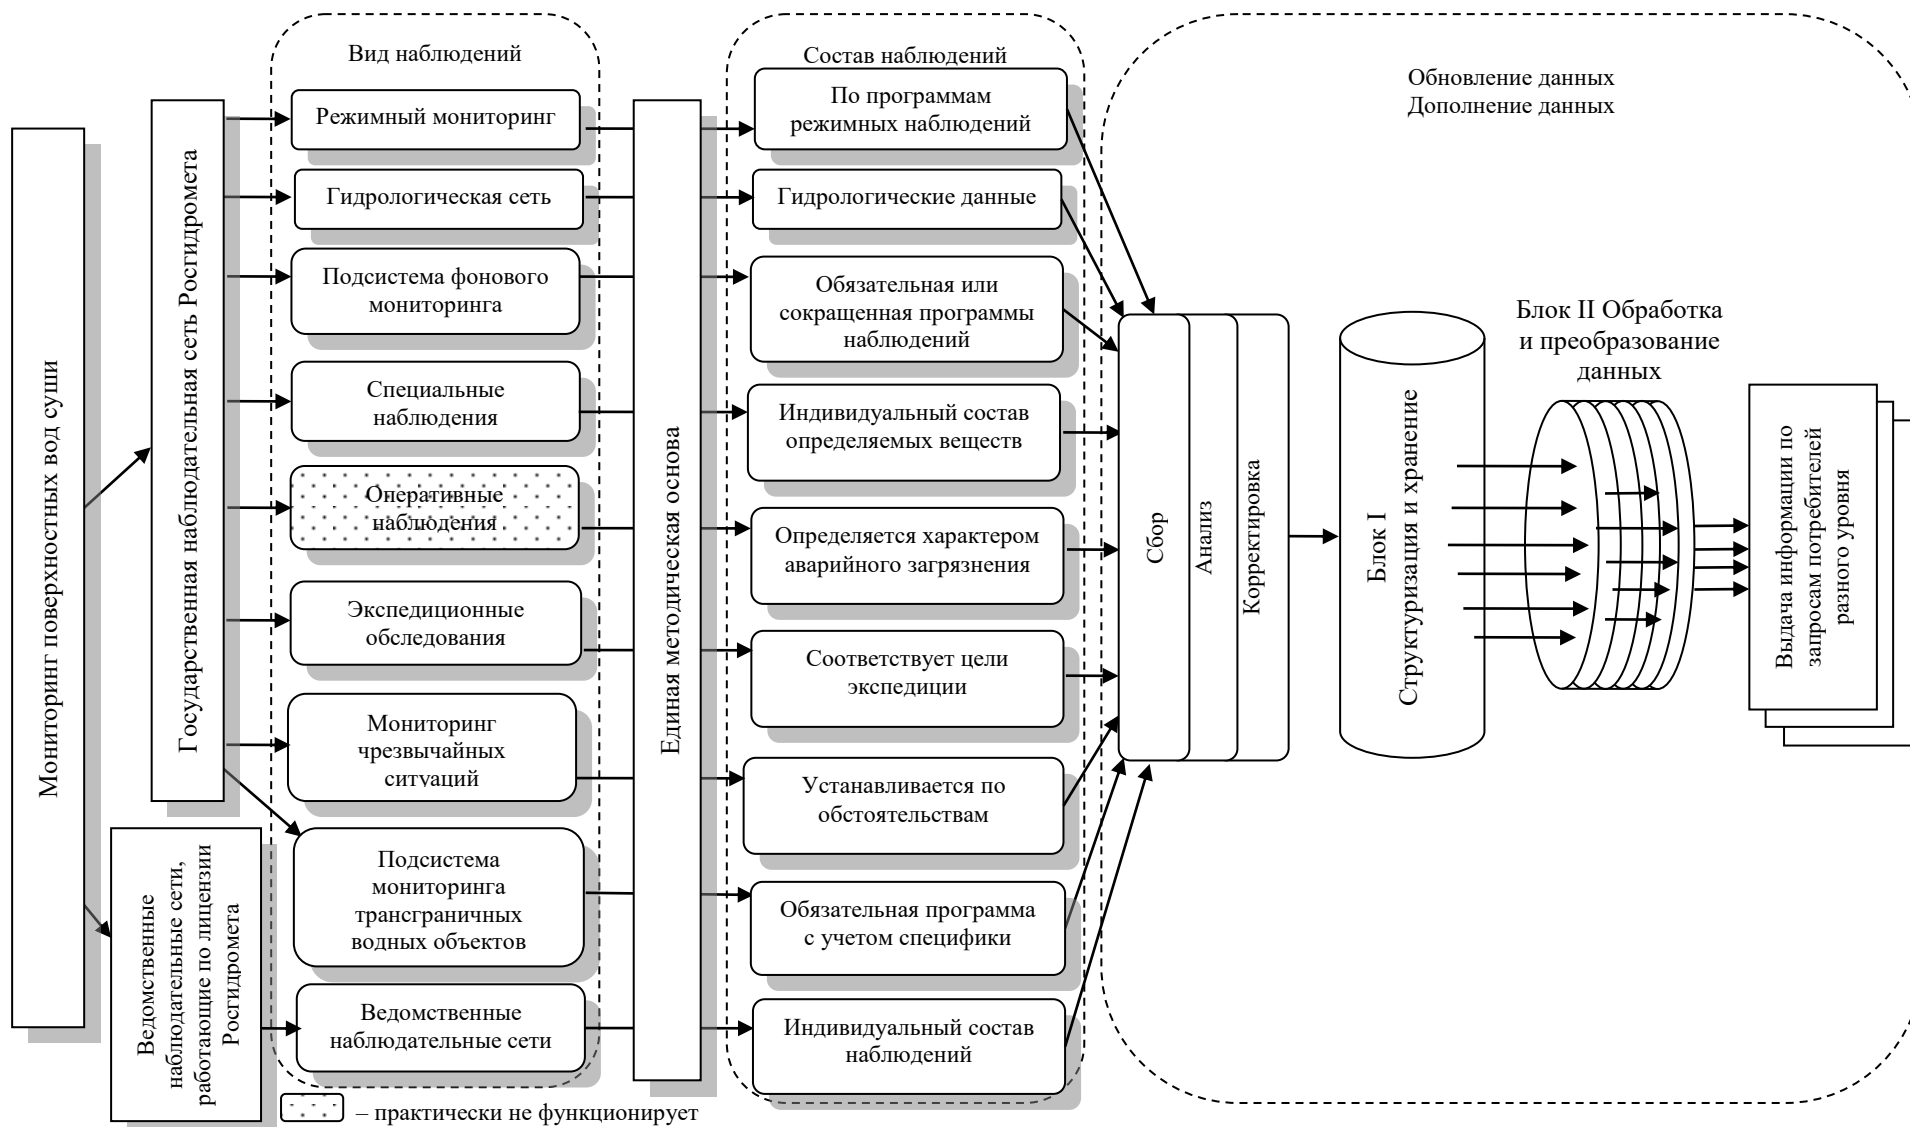 Мониторинг поверхностных вод суши
Государственная наблюдательная сеть Росгидромета
Ведомственные
наблюдательные сети,
работающие по лицензии
Росгидромета
Вид наблюдений
Режимный мониторинг
Гидрологическая сеть
Подсистема фонового
мониторинга
Специальные
наблюдения
Оперативные
наблюдения
Экспедиционные
обследования
Мониторинг
чрезвычайных
ситуаций
Подсистема
мониторинга
трансграничных
водных объектов
Ведомственные
наблюдательные сети
– практически не функционирует
Единая методическая основа
Состав наблюдений
По программам
режимных наблюдений
Гидрологические данные
Обязательная или
сокращенная программы
наблюдений
Индивидуальный состав
определяемых веществ
Определяется характером
аварийного загрязнения
Соответствует цели
экспедиции
Устанавливается по
обстоятельствам
Обязательная программа
с учетом специфики
Индивидуальный состав
наблюдений
Обновление данных
Дополнение данных
Сбор
Анализ
Корректировка
Блок I
Структуризация и хранение
Блок II Обработка
и преобразование
данных
Выдача информации по
запросам потребителей
разного уровня